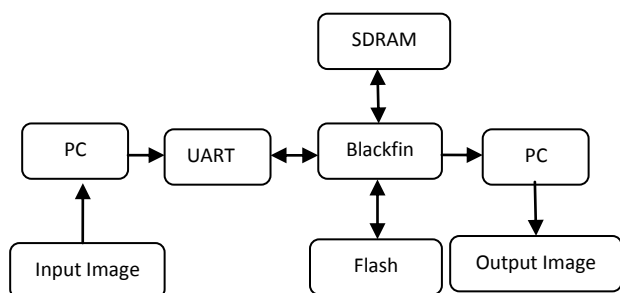 SDRAM
PC
UART
Blackfin
PC
Input Image
Flash
Output Image